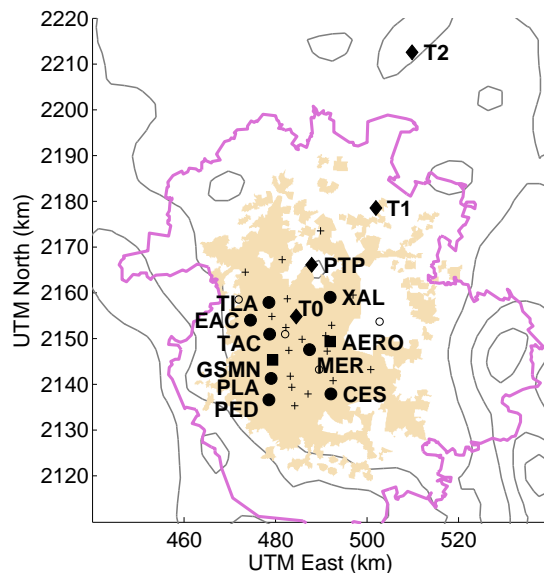 2220
2210
T2
2200
2190
2180
T1
2170
PTP
2160
TLA
XAL
T0
EAC
2150
TAC
AERO
GSMN
MER
2140
PLA
CES
PED
2130
2120
460
480
500
520
UTM North (km)
UTM East (km)